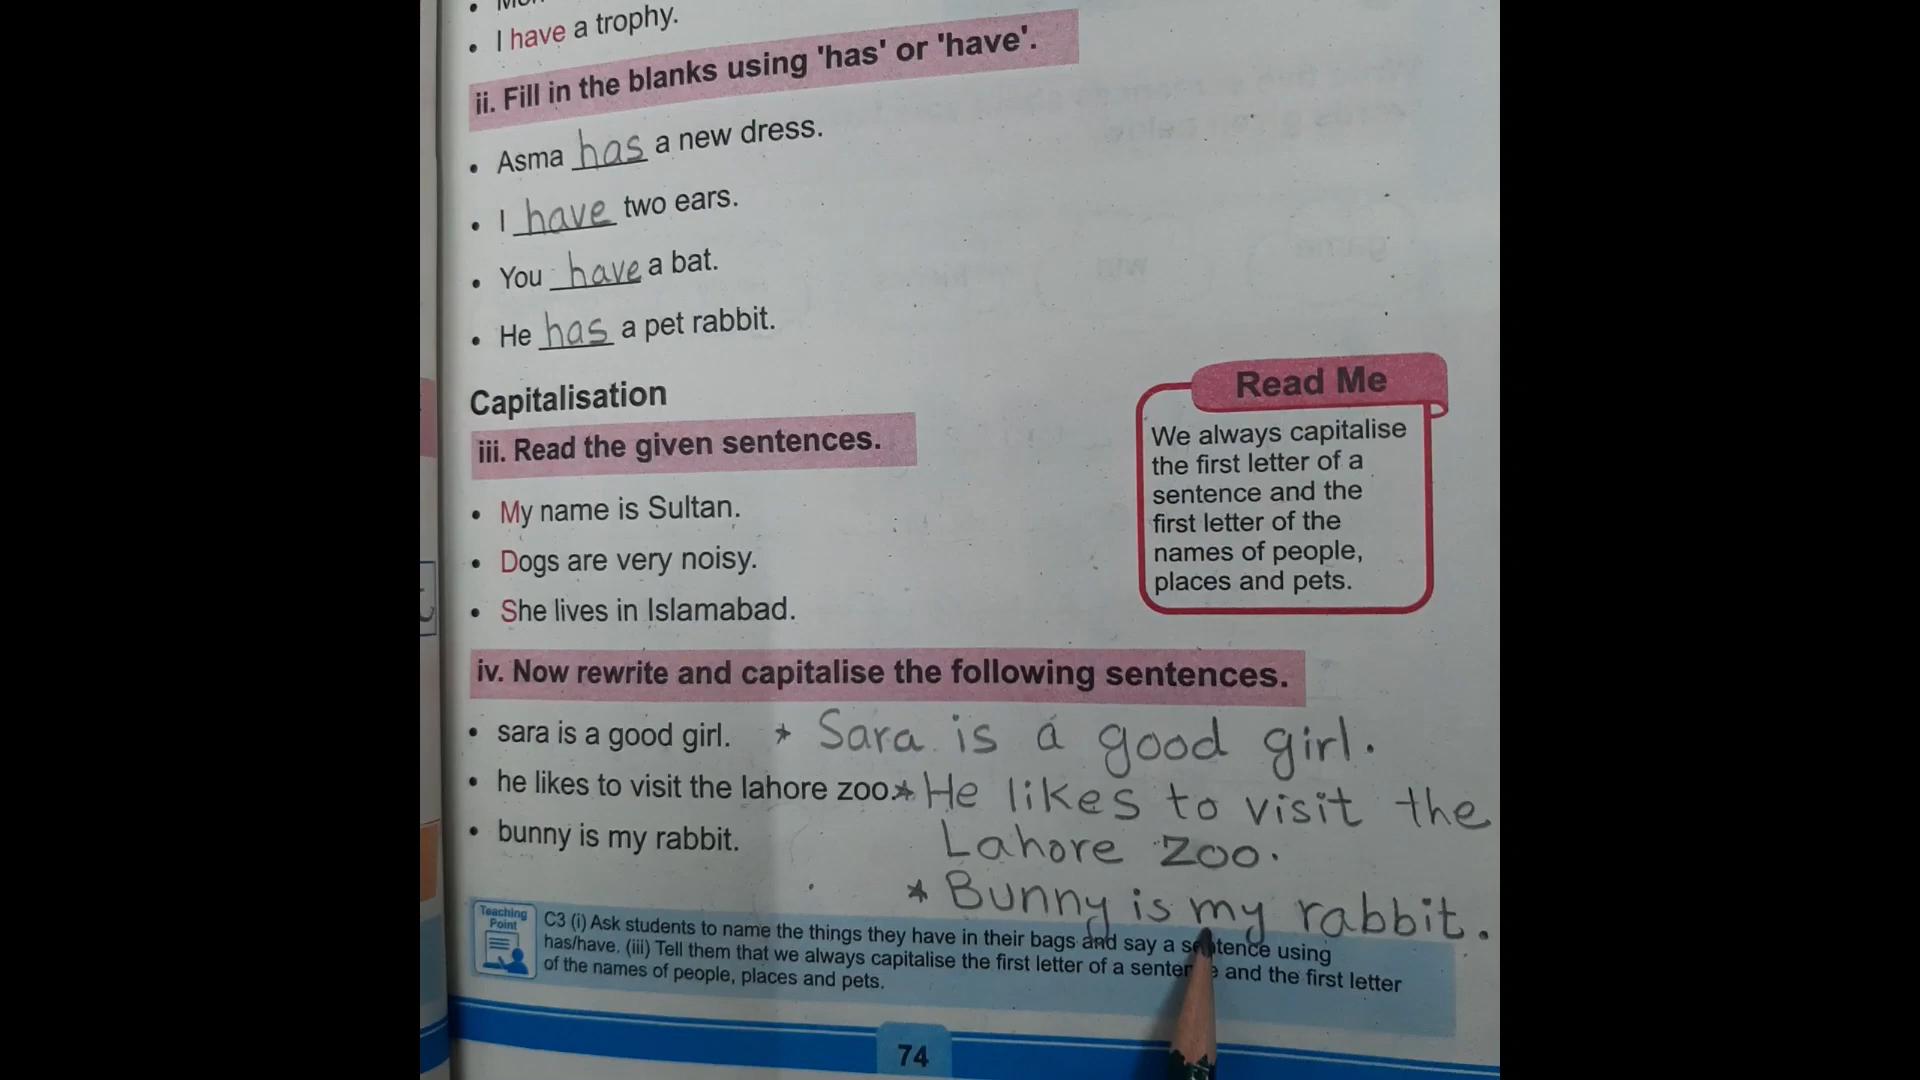 • I have a trophy.
ii. Fill in the blanks using 'has' or 'have'.
• Asma has a new dress.
• I have two ears.
• You have a bat.
• He has a pet rabbit.
Capitalisation
iii. Read the given sentences.
• My name is Sultan.
• Dogs are very noisy.
• She lives in Islamabad.
Read Me
We always capitalise
the first letter of a
sentence and the
first letter of the
names of people,
places and pets.
iv. Now rewrite and capitalise the following sentences.
• sara is a good girl. * Sara is a good girl.
• he likes to visit the lahore zoo. * He likes to visit the
Lahore zoo.
• bunny is my rabbit.
* Bunny is my rabbit.
Teaching
Point
C3 (i) Ask students to name the things they have in their bags and say a sentence using
has/have. (iii) Tell them that we always capitalise the first letter of a sentence and the first letter
of the names of people, places and pets.
74